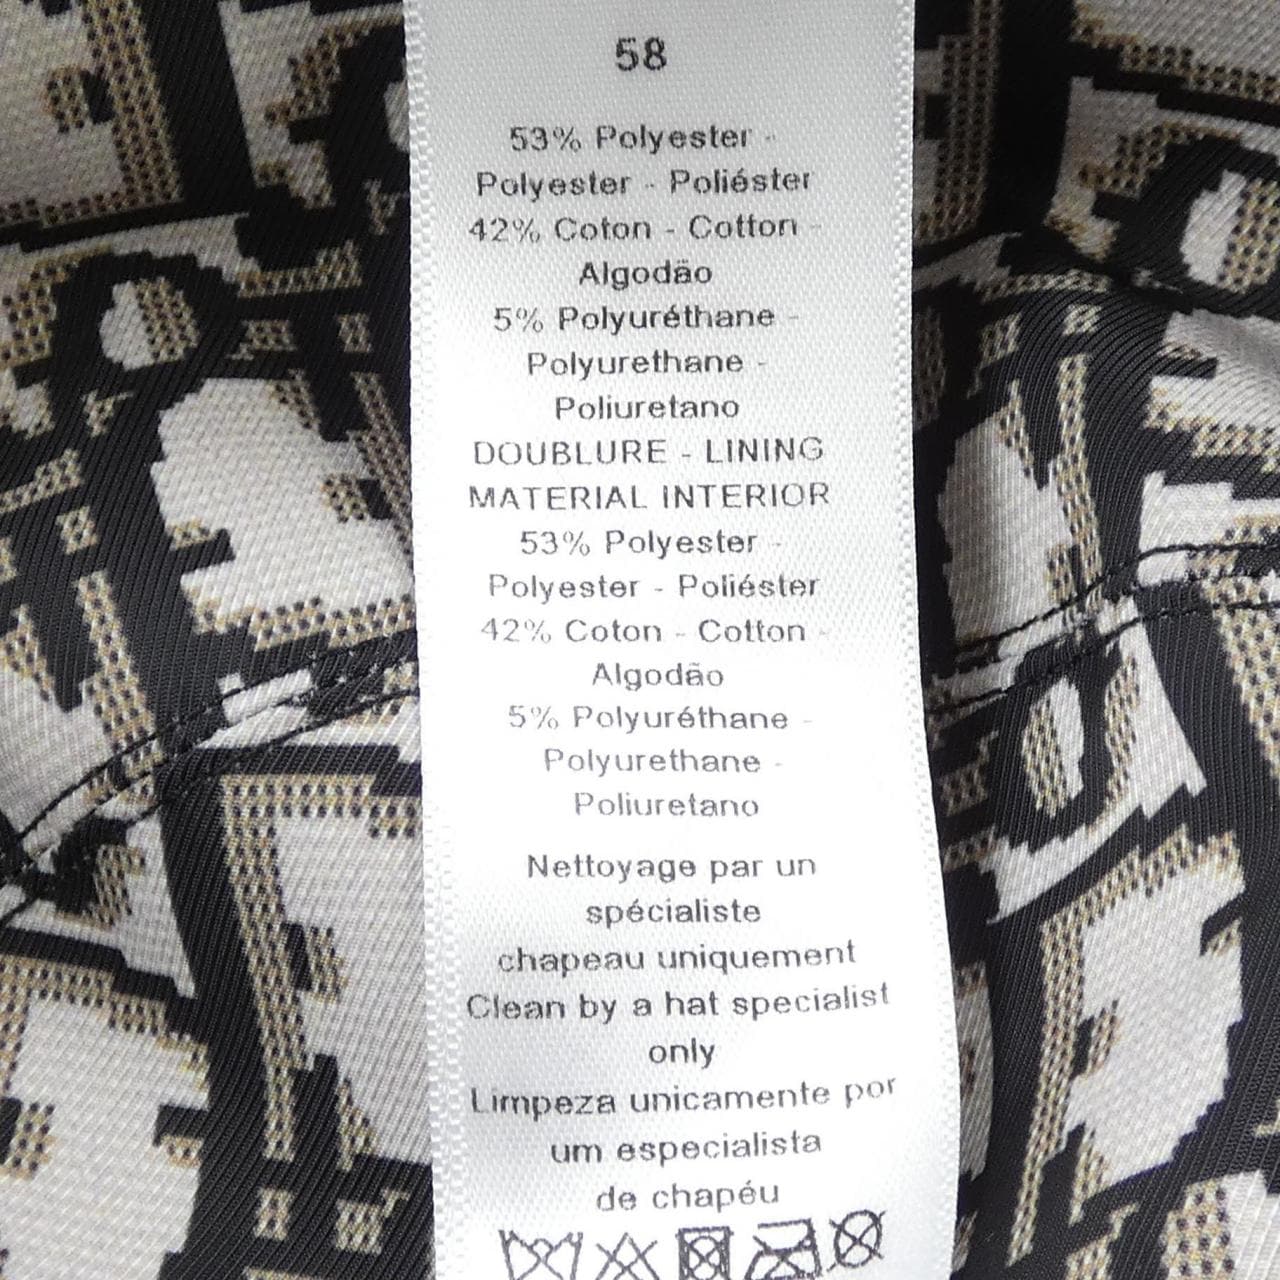 58
53% Polyester -
Polyester - Poliéster
42% Coton - Cotton -
Algodão
5% Polyuréthane -
Polyurethane -
Poliuretano
DOUBLURE - LINING
MATERIAL INTERIOR
53% Polyester -
Polyester - Poliéster
42% Coton - Cotton -
Algodão
5% Polyuréthane -
Polyurethane -
Poliuretano
Nettoyage par un
spécialiste
chapeau uniquement
Clean by a hat specialist
only
Limpeza unicamente por
um especialista
de chapéu